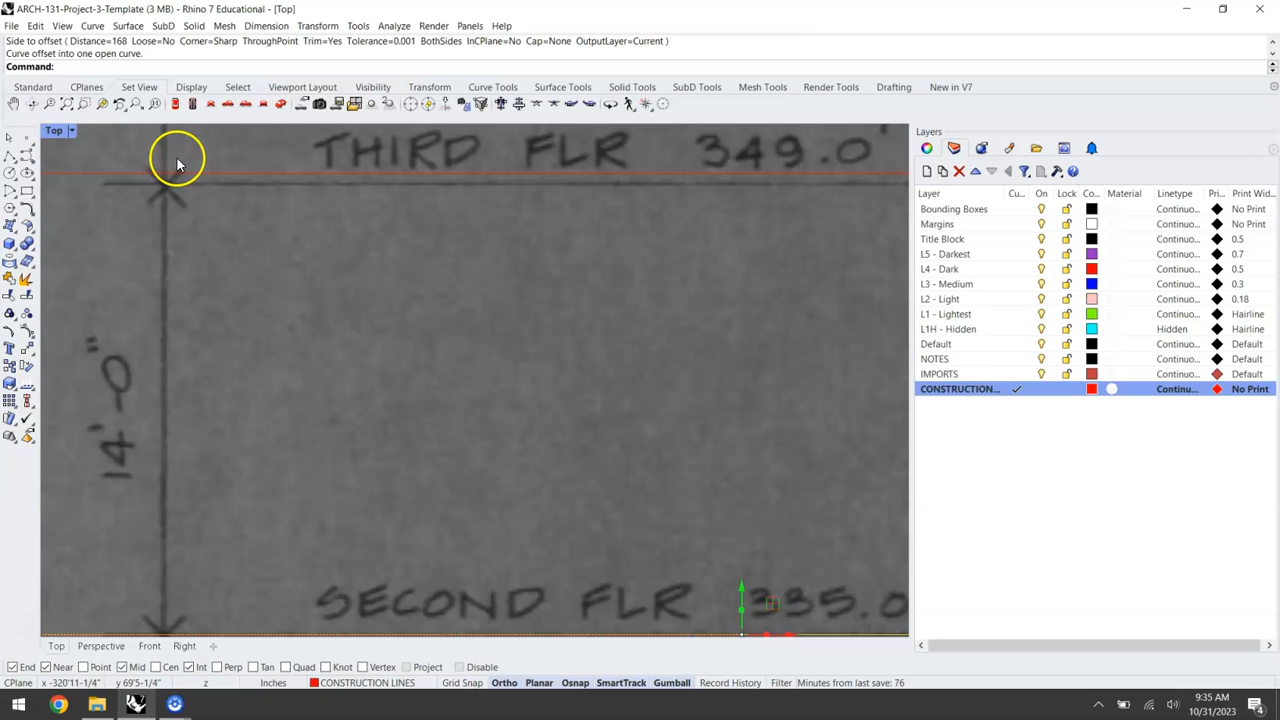 ARCH-131-Project-3-Template (3 MB) - Rhino 7 Educational - [Top]
File Edit View Curve Surface SubD Solid Mesh Dimension Transform Tools Analyze Render Panels Help
Side to offset ( Distance=168 Loose=No Corner=Sharp ThroughPoint Trim=Yes Tolerance=0.001 BothSides InCPlane=No Cap=None OutputLayer=Current )
Curve offset into one open curve.
Command:
Standard CPlanes Set View Display Select Viewport Layout Visibility Transform Curve Tools Surface Tools Solid Tools SubD Tools Mesh Tools Render Tools Drafting New in V7
Top
THIRD FLR 349.0'
14'-0"
SECOND FLR 335.0
Layers
Layer Cu... On Lock Co... Material Linetype Pri... Print Wid...
Bounding Boxes Continuo... No Print
Margins Continuo... No Print
Title Block Continuo... 0.5
L5 - Darkest Continuo... 0.7
L4 - Dark Continuo... 0.5
L3 - Medium Continuo... 0.3
L2 - Light Continuo... 0.18
L1 - Lightest Continuo... Hairline
L1H - Hidden Hidden Hairline
Default Continuo... Default
NOTES Continuo... Default
IMPORTS Continuo... Default
CONSTRUCTION... Continu... No Print
Top Perspective Front Right
End Near Point Mid Cen Int Perp Tan Quad Knot Vertex Project Disable
CPlane x -320'11-1/4" y 69'5-1/4" z Inches CONSTRUCTION LINES Grid Snap Ortho Planar Osnap SmartTrack Gumball Record History Filter Minutes from last save: 76
9:35 AM
10/31/2023
4